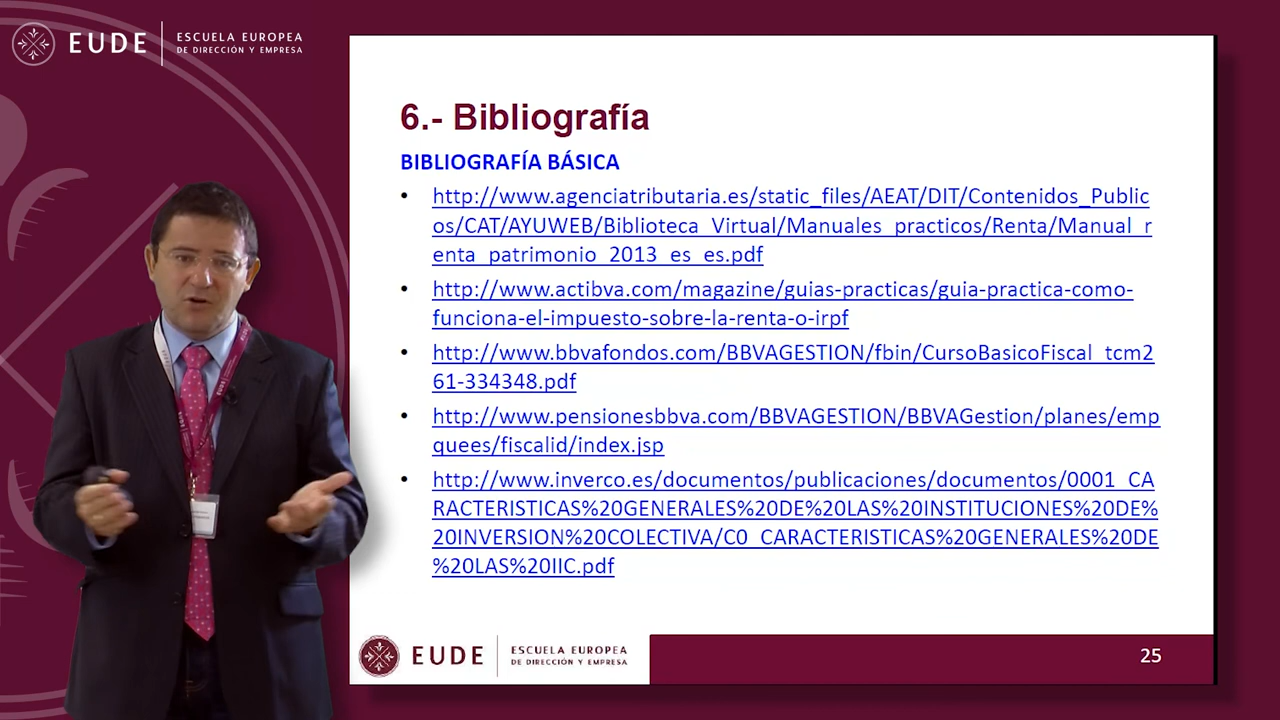 EUDE
ESCUELA EUROPEA
DE DIRECCIÓN Y EMPRESA
6.- Bibliografía
BIBLIOGRAFÍA BÁSICA
• http://www.agenciatributaria.es/static_files/AEAT/DIT/Contenidos_Public
os/CAT/AYUWEB/Biblioteca_Virtual/Manuales_practicos/Renta/Manual_r
enta_patrimonio_2013_es_es.pdf
• http://www.actibva.com/magazine/guias-practicas/guia-practica-como-
funciona-el-impuesto-sobre-la-renta-o-irpf
• http://www.bbvafondos.com/BBVAGESTION/fbin/CursoBasicoFiscal_tcm2
61-334348.pdf
• http://www.pensionesbbva.com/BBVAGESTION/BBVAGestion/planes/emp
quees/fiscalid/index.jsp
• http://www.inverco.es/documentos/publicaciones/documentos/0001_CA
RACTERISTICAS%20GENERALES%20DE%20LAS%20INSTITUCIONES%20DE%
20INVERSION%20COLECTIVA/C0_CARACTERISTICAS%20GENERALES%20DE
%20LAS%20IIC.pdf
EUDE
ESCUELA EUROPEA
DE DIRECCIÓN Y EMPRESA
25
EUDE